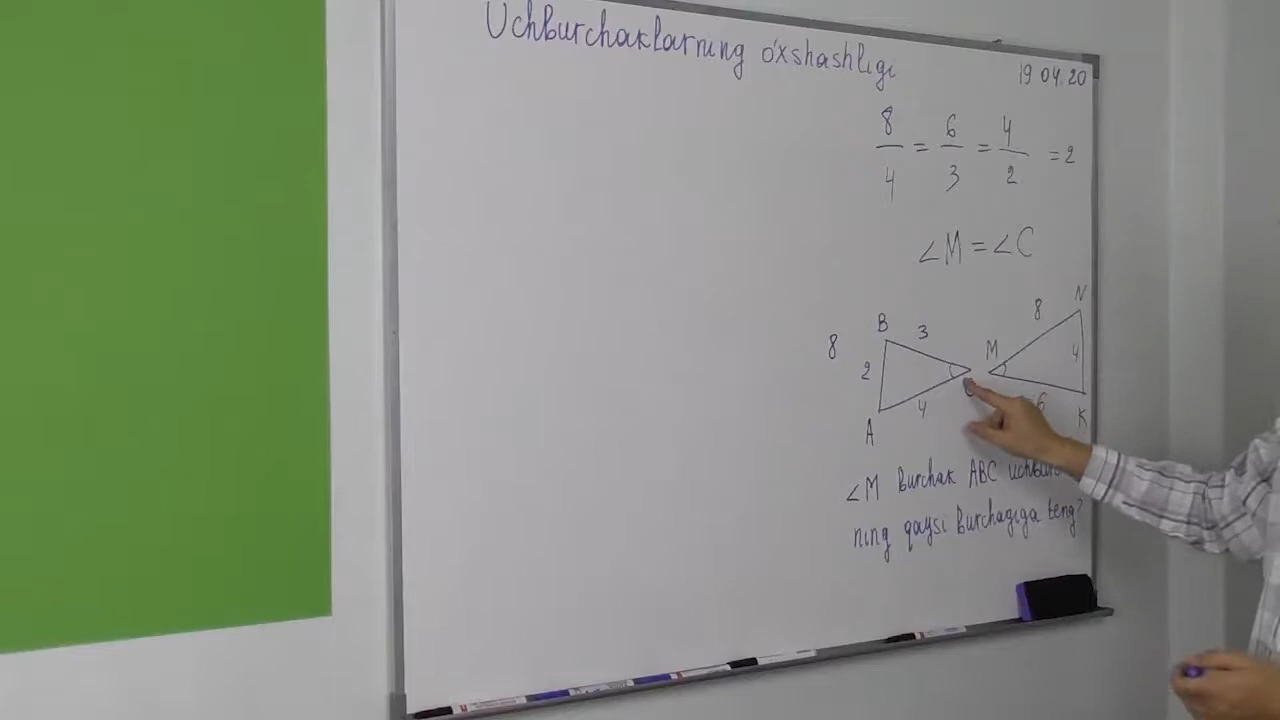 Uchburchaklarning o'xshashligi
19 04 20
8/4 = 6/3 = 4/2 = 2
∠M = ∠C
B 3
8 2
4
A
N
8
M 4
6
K
∠M burchak ABC
ning qaysi burchagiga teng?